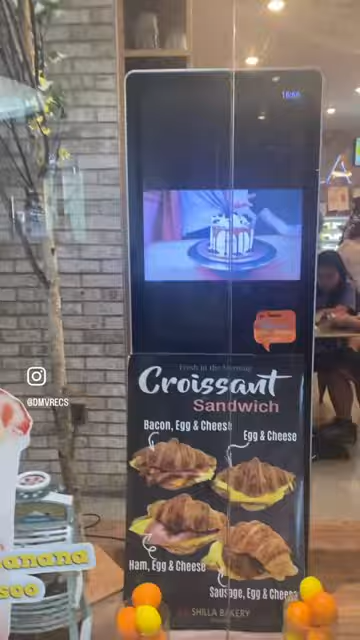 @DMVRECS
Fresh in the Morning
Croissant
Sandwich
Bacon, Egg & Cheese
Egg & Cheese
Ham, Egg & Cheese
Sausage, Egg & Cheese
SHILLA BAKERY
anana
soo